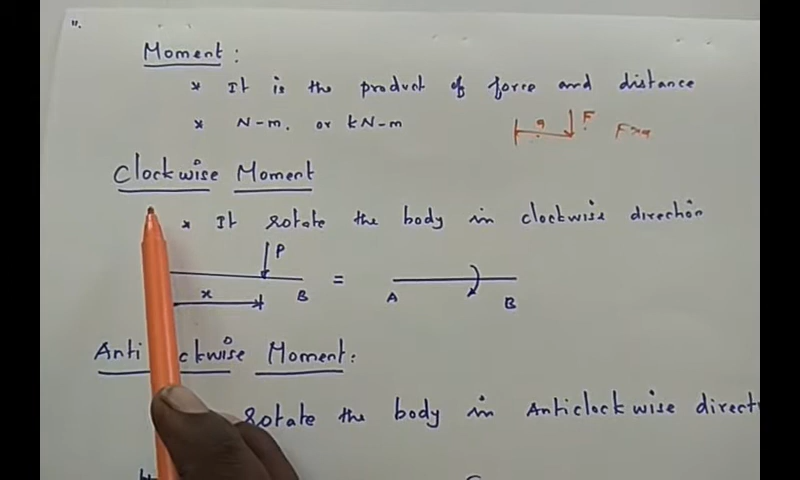 Moment:
* It is the product of force and distance
* N-m. or kN-m
a F F×a
Clockwise Moment
* It rotate the body in clockwise direction
P
x B = A B
Anti ckwise Moment:
rotate the body in Anticlockwise direct